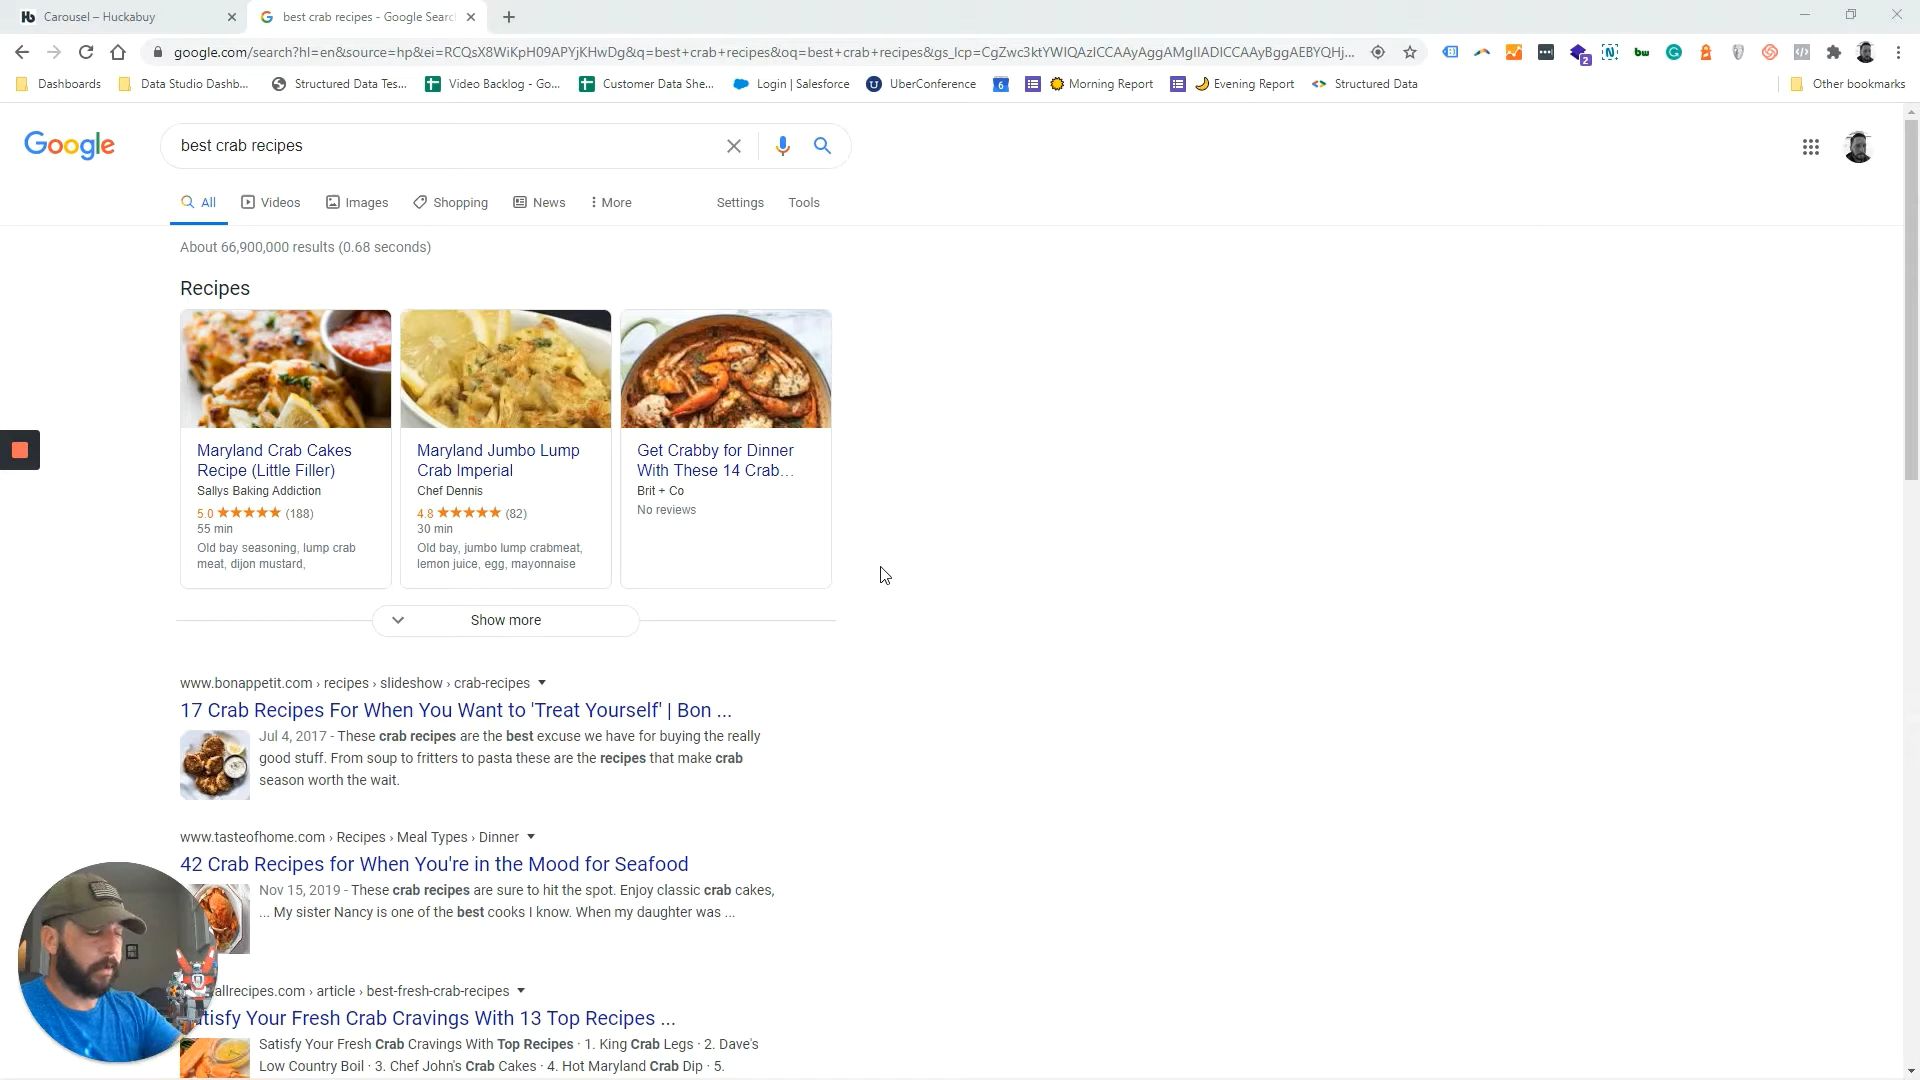 Carousel – Huckabuy
best crab recipes - Google Searc
google.com/search?hl=en&source=hp&ei=RCQsX8WiKpH09APYjKHwDg&q=best+crab+recipes&oq=best+crab+recipes&gs_lcp=CgZwc3ktYWIQAzICCAAyAggAMgIIADICCAAyBggAEBYQHj...
2
Dashboards
Data Studio Dashb...
Structured Data Tes...
Video Backlog - Go...
Customer Data She...
Login | Salesforce
UberConference
6
Morning Report
Evening Report
Structured Data
Other bookmarks
Google
best crab recipes
All
Videos
Images
Shopping
News
More
Settings
Tools
About 66,900,000 results (0.68 seconds)
Recipes
Maryland Crab Cakes
Recipe (Little Filler)
Sallys Baking Addiction
5.0 ★★★★★ (188)
55 min
Old bay seasoning, lump crab
meat, dijon mustard,
Maryland Jumbo Lump
Crab Imperial
Chef Dennis
4.8 ★★★★★ (82)
30 min
Old bay, jumbo lump crabmeat,
lemon juice, egg, mayonnaise
Get Crabby for Dinner
With These 14 Crab…
Brit + Co
No reviews
Show more
www.bonappetit.com › recipes › slideshow › crab-recipes
17 Crab Recipes For When You Want to 'Treat Yourself' | Bon ...
Jul 4, 2017 - These crab recipes are the best excuse we have for buying the really
good stuff. From soup to fritters to pasta these are the recipes that make crab
season worth the wait.
www.tasteofhome.com › Recipes › Meal Types › Dinner
42 Crab Recipes for When You're in the Mood for Seafood
Nov 15, 2019 - These crab recipes are sure to hit the spot. Enjoy classic crab cakes,
... My sister Nancy is one of the best cooks I know. When my daughter was ...
allrecipes.com › article › best-fresh-crab-recipes
tisfy Your Fresh Crab Cravings With 13 Top Recipes ...
Satisfy Your Fresh Crab Cravings With Top Recipes · 1. King Crab Legs · 2. Dave's
Low Country Boil · 3. Chef John's Crab Cakes · 4. Hot Maryland Crab Dip · 5.